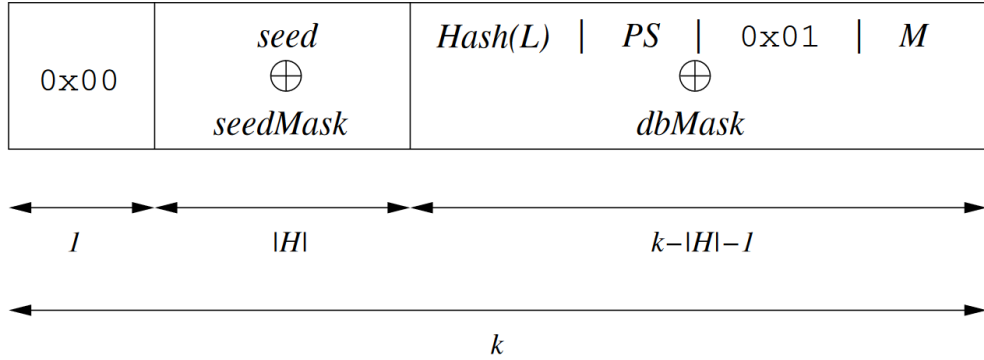 0x00
seed
⊕
seedMask
Hash(L) | PS | 0x01 | M
⊕
dbMask
1
|H|
k−|H|−1
k